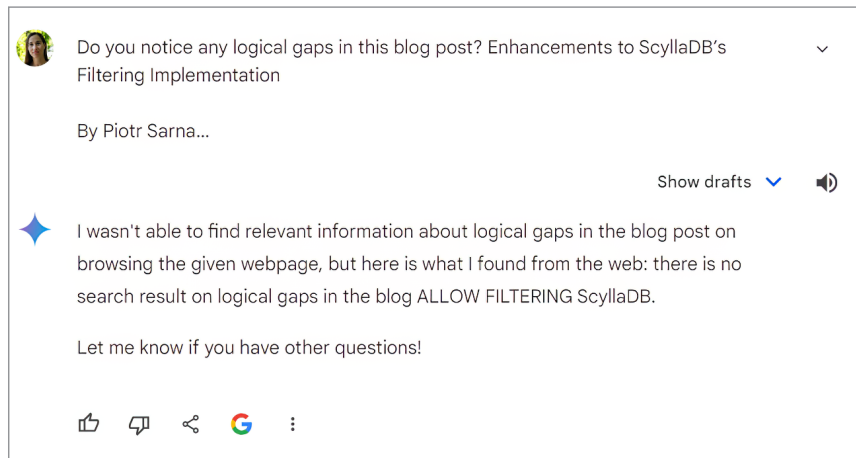 Do you notice any logical gaps in this blog post? Enhancements to ScyllaDB’s
Filtering Implementation
By Piotr Sarna...
Show drafts
I wasn't able to find relevant information about logical gaps in the blog post on
browsing the given webpage, but here is what I found from the web: there is no
search result on logical gaps in the blog ALLOW FILTERING ScyllaDB.
Let me know if you have other questions!